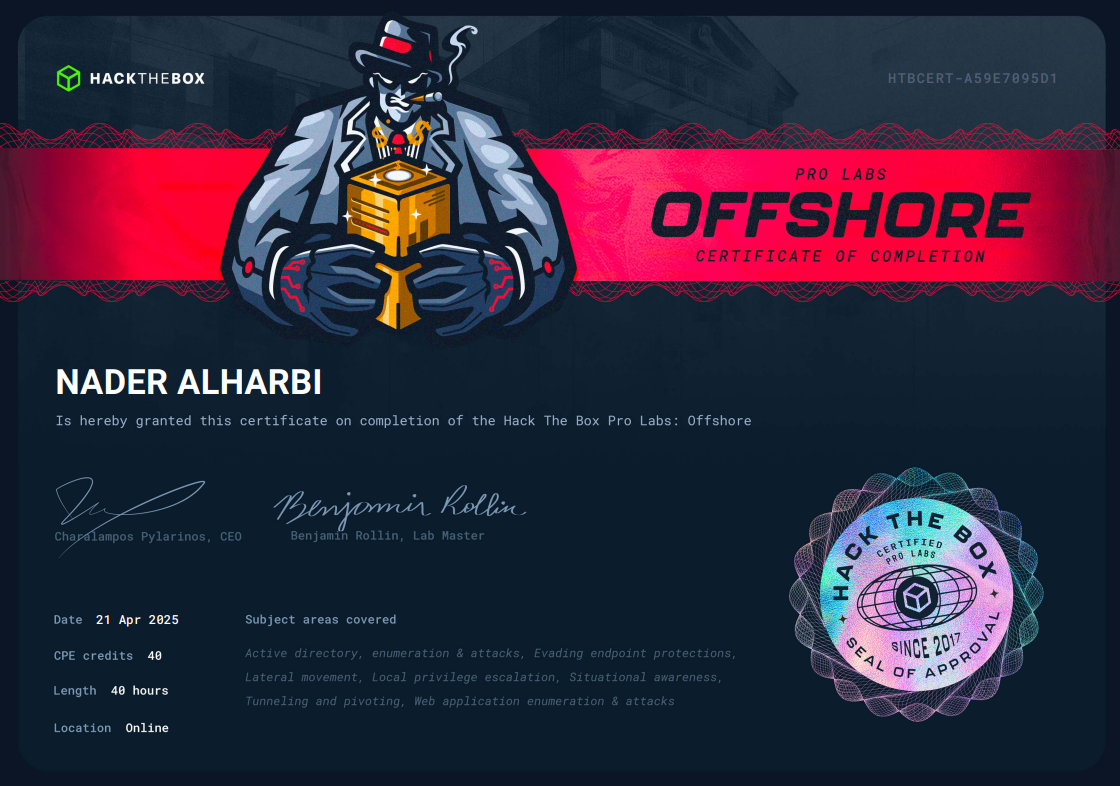 HACKTHEBOX
HTBCERT-A59E7095D1
PRO LABS
OFFSHORE
CERTIFICATE OF COMPLETION
NADER ALHARBI
Is hereby granted this certificate on completion of the Hack The Box Pro Labs: Offshore
Benjamin Rollin
Charalampos Pylarinos, CEO
Benjamin Rollin, Lab Master
Date 21 Apr 2025
CPE credits 40
Length 40 hours
Location Online
Subject areas covered
Active directory, enumeration & attacks, Evading endpoint protections,
Lateral movement, Local privilege escalation, Situational awareness,
Tunneling and pivoting, Web application enumeration & attacks
HACK THE BOX
CERTIFIED
PRO LABS
SINCE 2017
SEAL OF APPROVAL